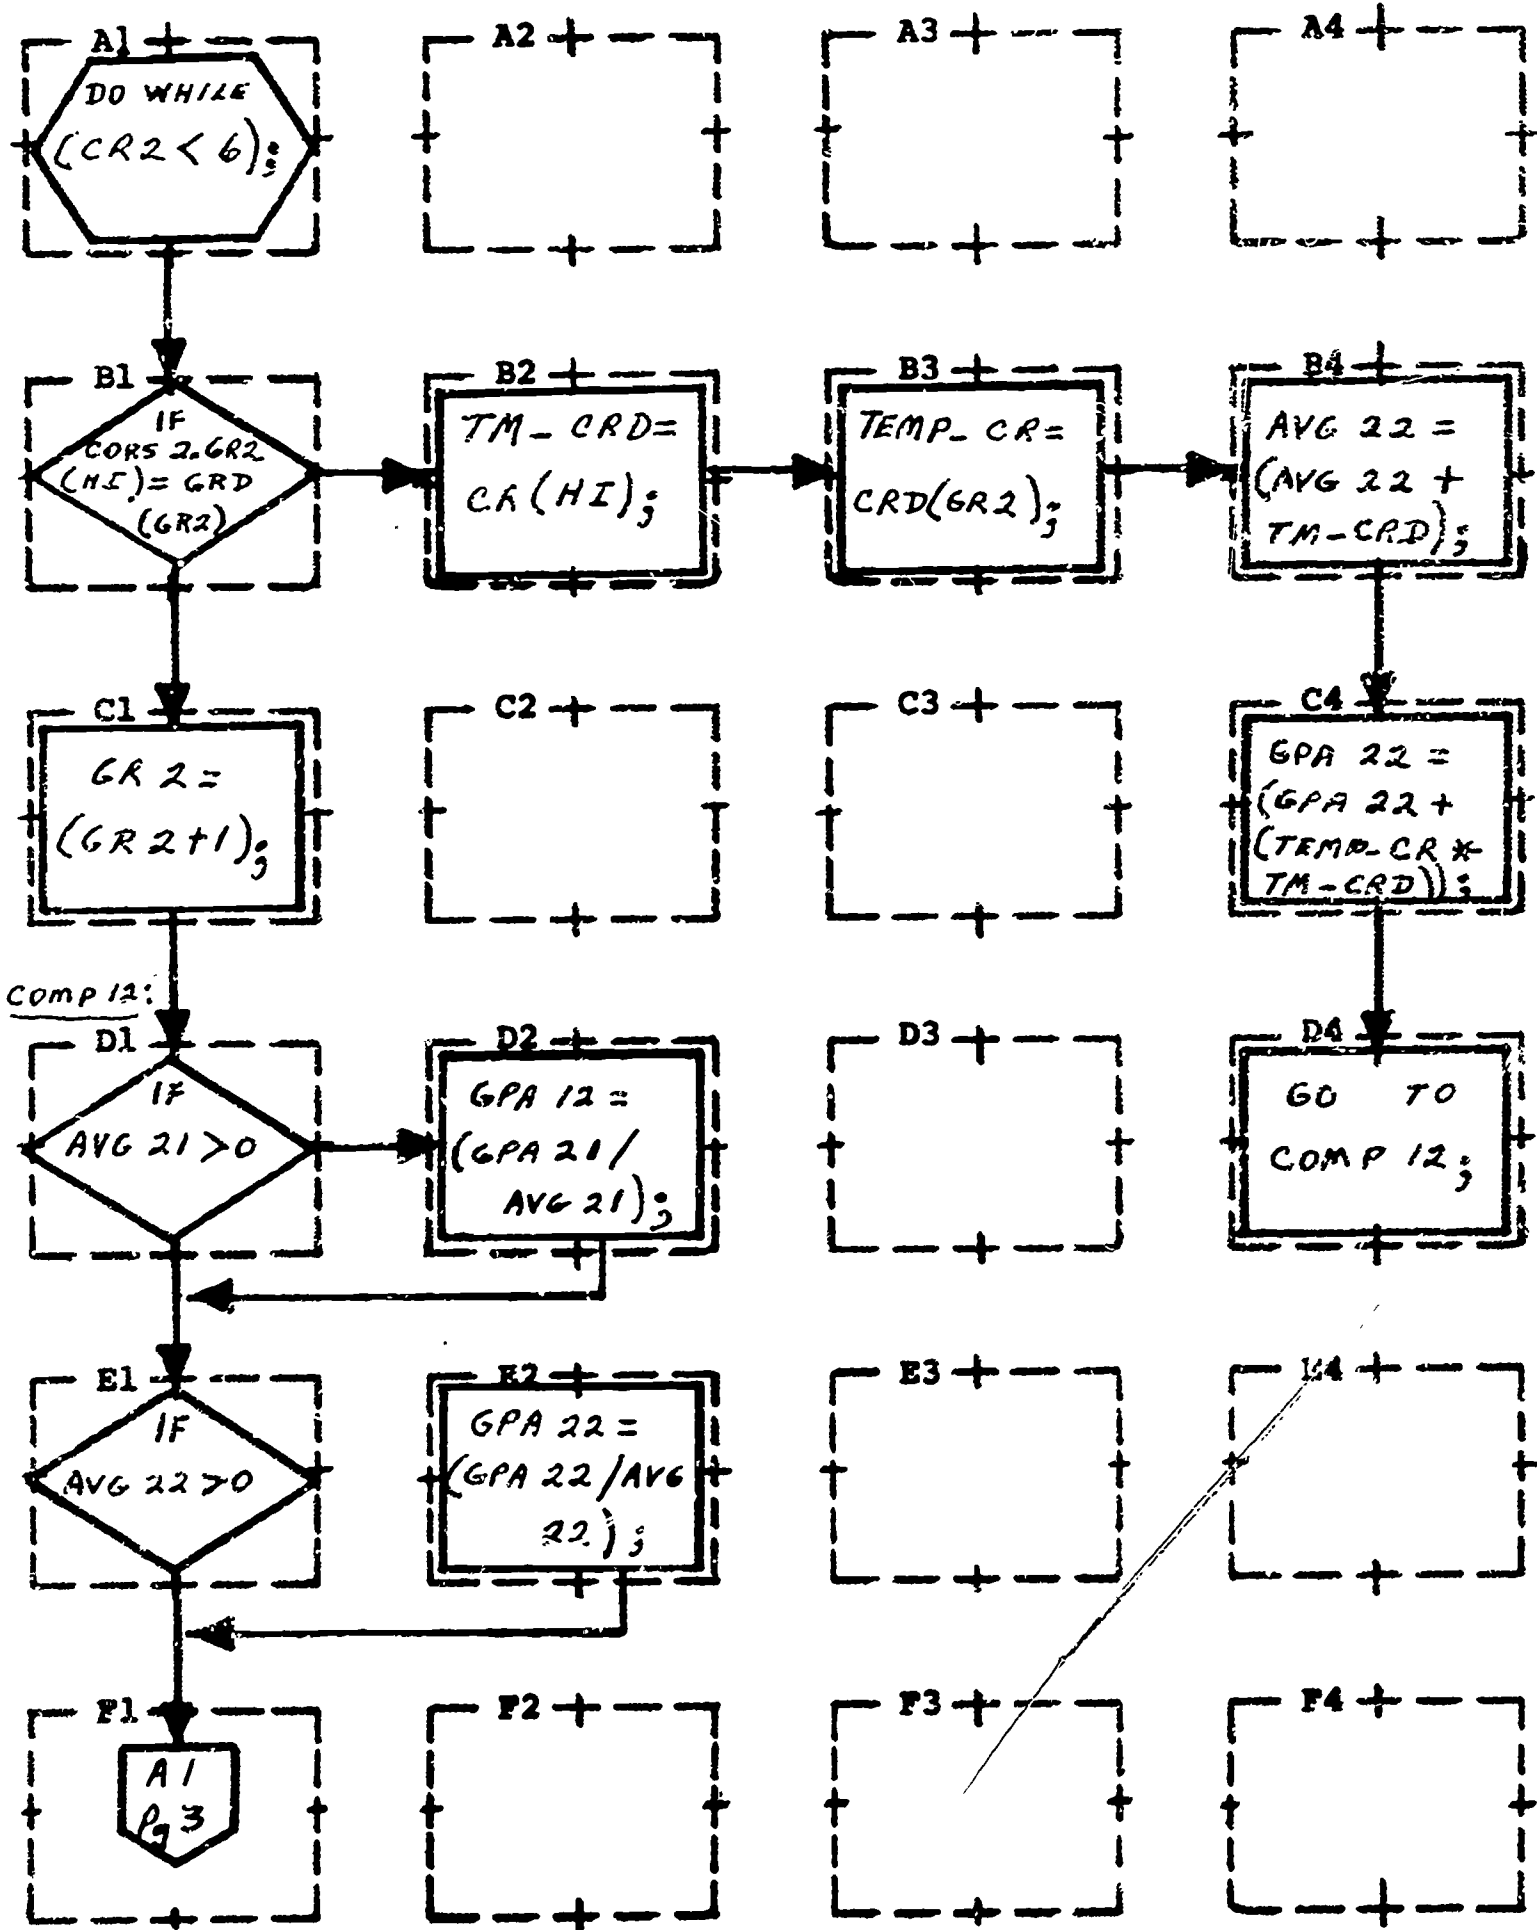 A1
A2
A3
A4
DO WHILE
(CR2 < 6);
B1
B2
B3
B4
IF
CORS 2.GR2
(HI) = GRD
(GR2)
TM_ CRD =
CR (HI);
TEMP_ CR =
CRD(GR2);
AVG 22 =
(AVG 22 +
TM_CRD);
C1
C2
C3
C4
GR 2 =
(GR 2+1);
GPA 22 =
(GPA 22 +
(TEMP_CR *
TM_CRD));
COMP 12:
D1
D2
D3
D4
IF
AVG 21 > 0
GPA 12 =
(GPA 21 /
AVG 21);
GO TO
COMP 12;
E1
E2
E3
E4
IF
AVG 22 > 0
GPA 22 =
(GPA 22 / AVG
22);
F1
F2
F3
F4
A1
Pg 3